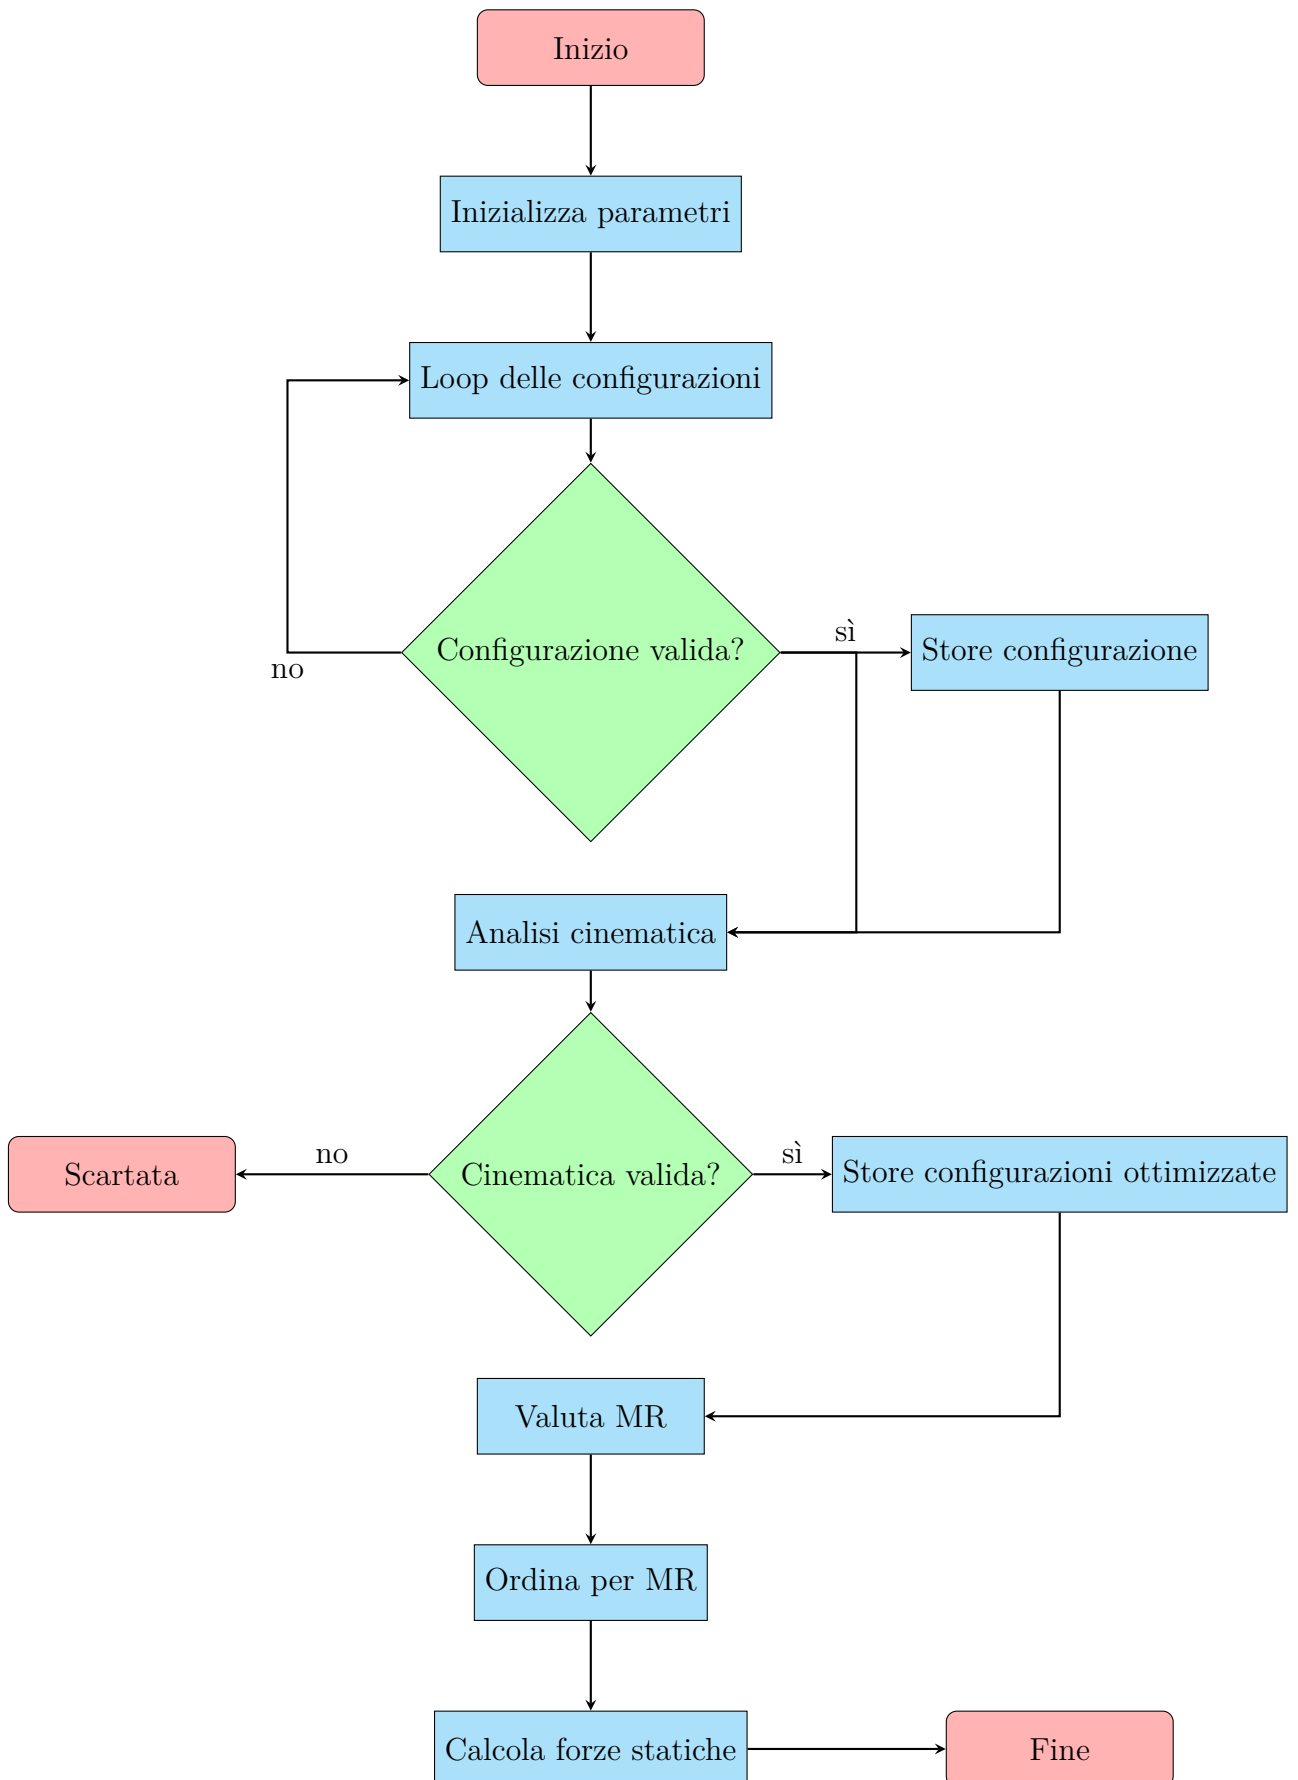 Inizio
Inizializza parametri
Loop delle configurazioni
Configurazione valida?
no
sì
Store configurazione
Analisi cinematica
Scartata
no
Cinematica valida?
sì
Store configurazioni ottimizzate
Valuta MR
Ordina per MR
Calcola forze statiche
Fine